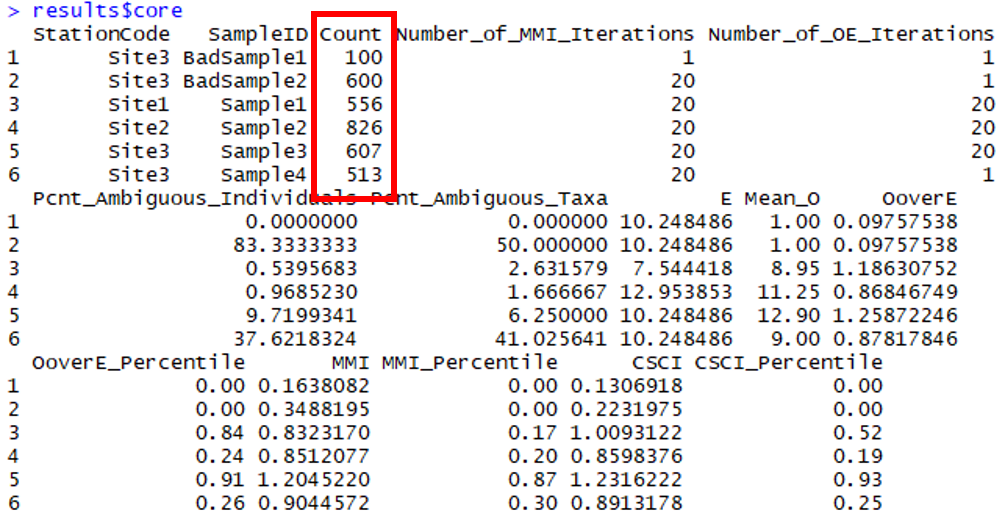 > results$core
StationCode SampleID Count Number_of_MMI_Iterations Number_of_OE_Iterations
1 Site3 BadSample1 100 1 1
2 Site3 BadSample2 600 20 1
3 Site1 Sample1 556 20 20
4 Site2 Sample2 826 20 20
5 Site3 Sample3 607 20 20
6 Site3 Sample4 513 20 1
Pcnt_Ambiguous_Individuals Pcnt_Ambiguous_Taxa E Mean_O OoverE
1 0.0000000 0.000000 10.248486 1.00 0.09757538
2 83.3333333 50.000000 10.248486 1.00 0.09757538
3 0.5395683 2.631579 7.544418 8.95 1.18630752
4 0.9685230 1.666667 12.953853 11.25 0.86846749
5 9.7199341 6.250000 10.248486 12.90 1.25872246
6 37.6218324 41.025641 10.248486 9.00 0.87817846
OoverE_Percentile MMI MMI_Percentile CSCI CSCI_Percentile
1 0.00 0.1638082 0.00 0.1306918 0.00
2 0.00 0.3488195 0.00 0.2231975 0.00
3 0.84 0.8323170 0.17 1.0093122 0.52
4 0.24 0.8512077 0.20 0.8598376 0.19
5 0.91 1.2045220 0.87 1.2316222 0.93
6 0.26 0.9044572 0.30 0.8913178 0.25